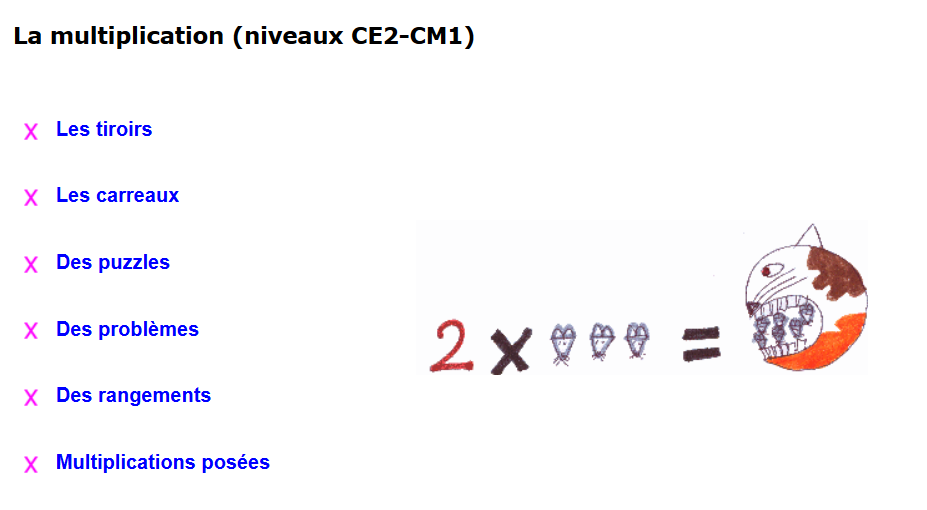 La multiplication (niveaux CE2-CM1)
X Les tiroirs
X Les carreaux
X Des puzzles
X Des problèmes
X Des rangements
X Multiplications posées
2 x =